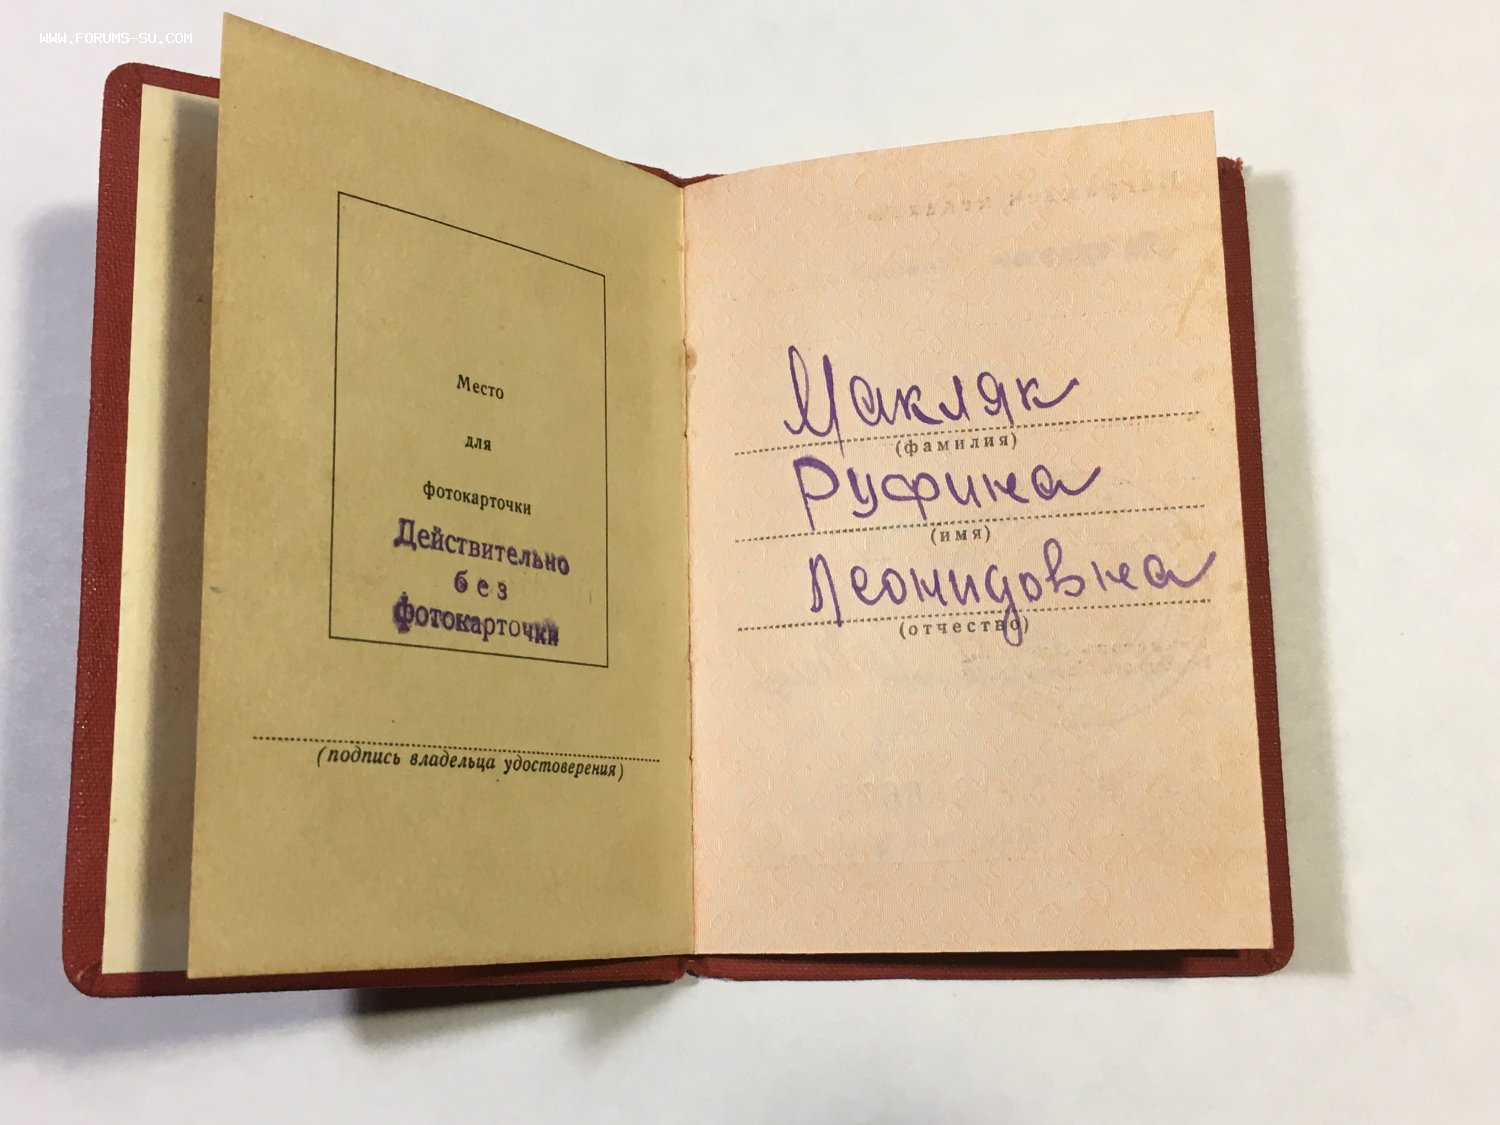 WWW.FORUMS-SU.COM
Место
для
фотокарточки
Действительно
без
фотокарточки
(подпись владельца удостоверения)
Макляк
(фамилия)
Руфина
(имя)
Леонидовна
(отчество)